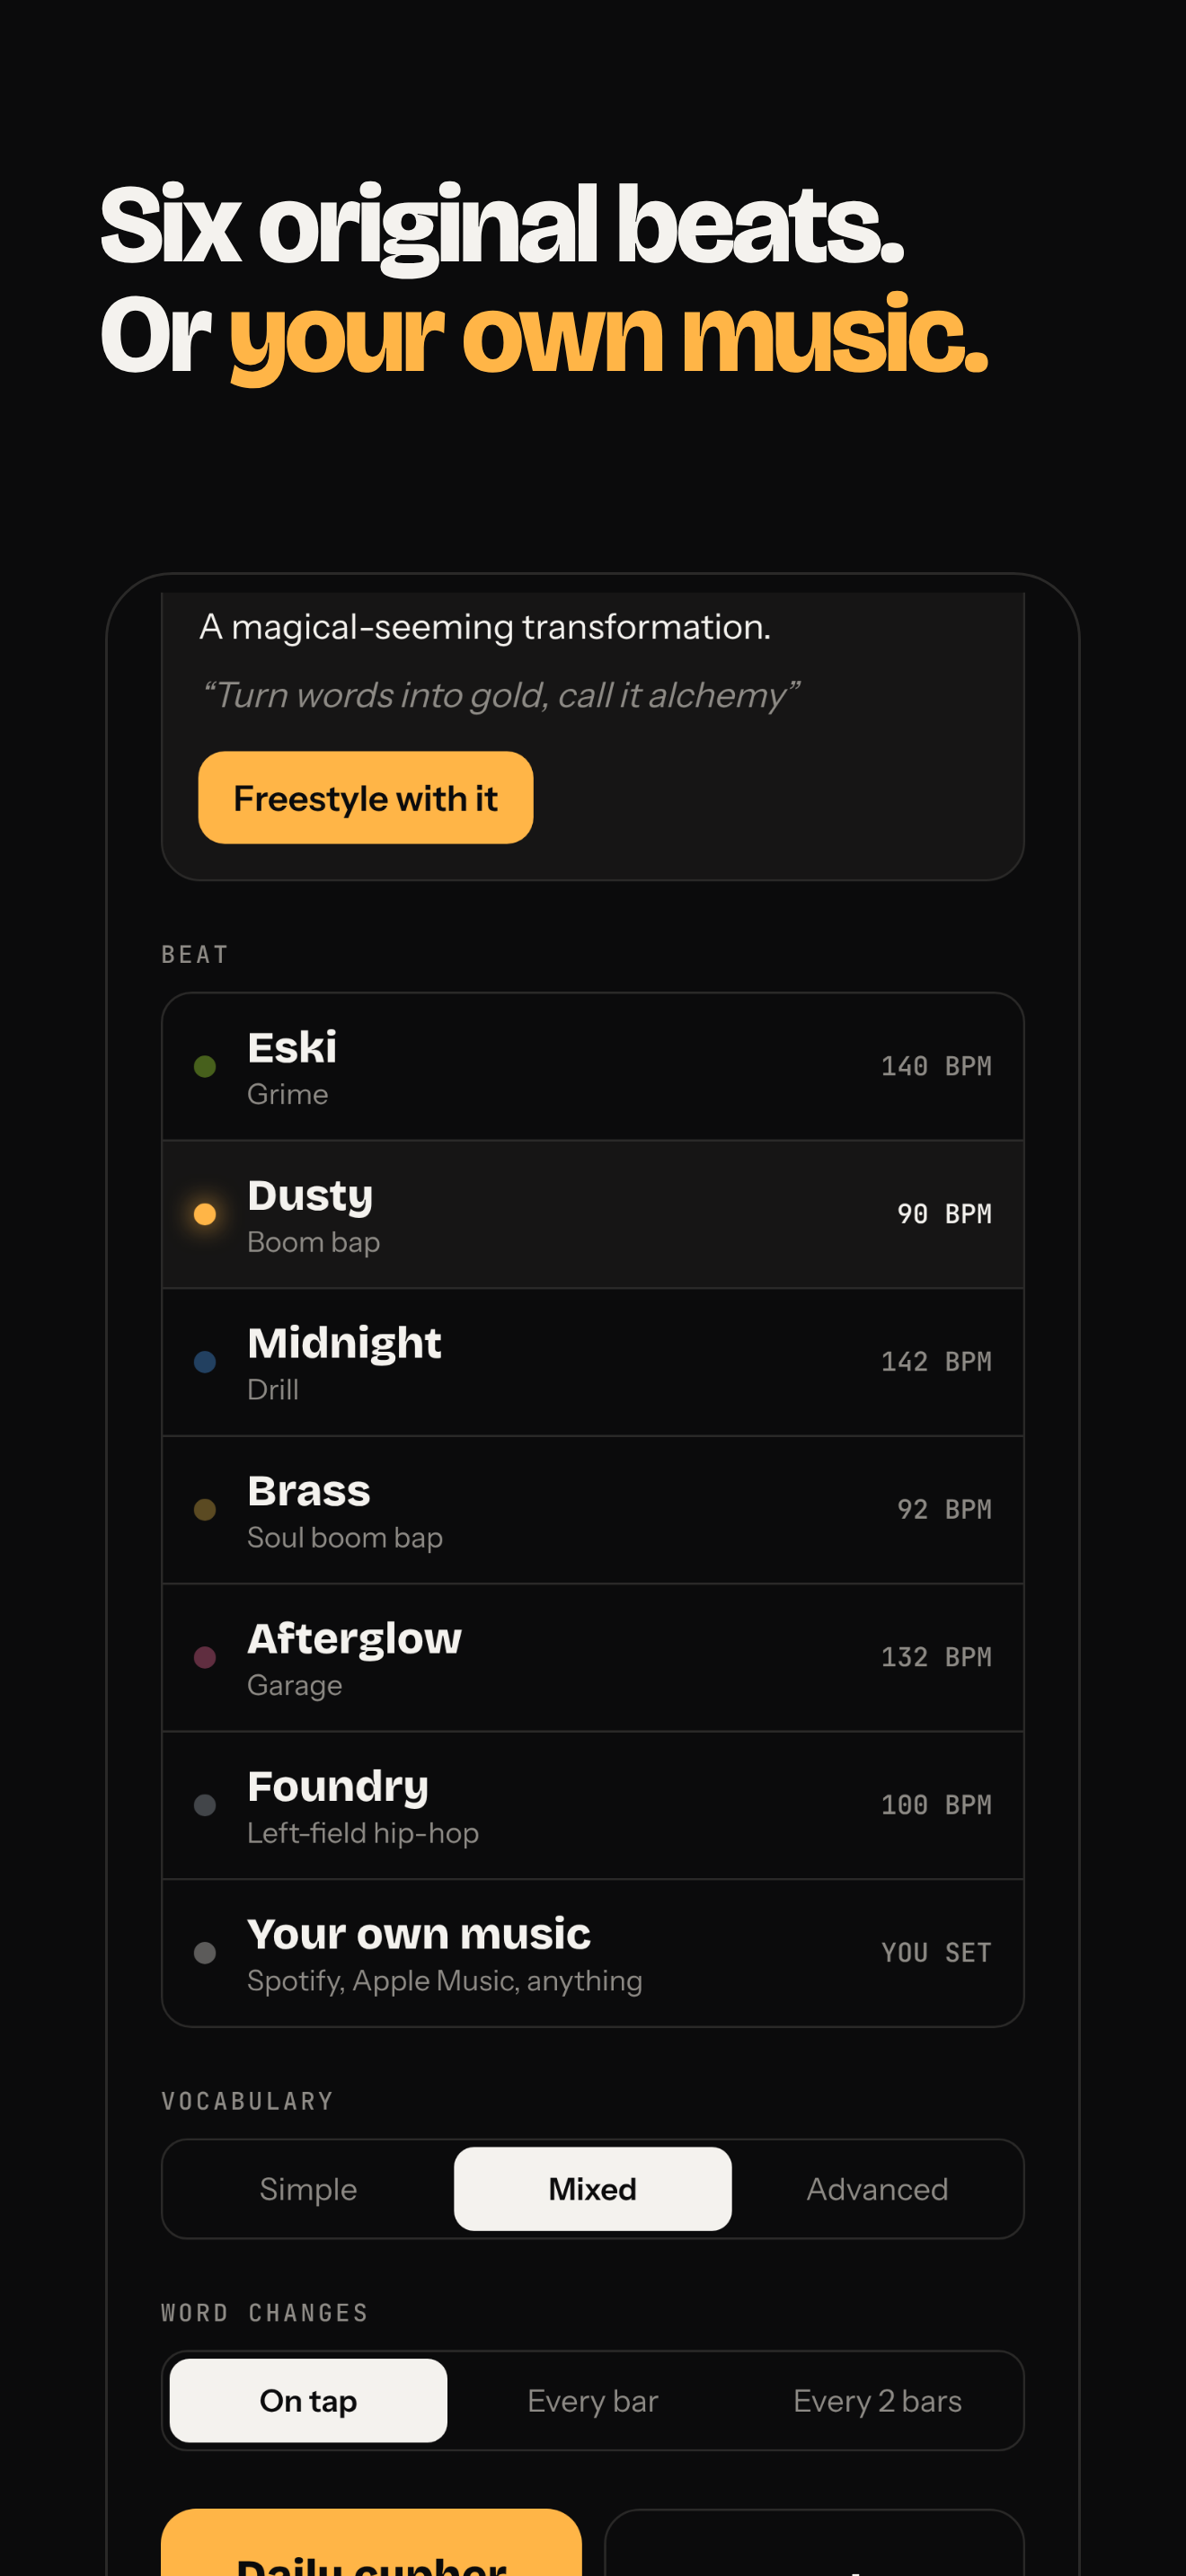 Six original beats.
Or your own music.
A magical-seeming transformation.
“Turn words into gold, call it alchemy”
Freestyle with it
BEAT
Eski
Grime
140 BPM
Dusty
Boom bap
90 BPM
Midnight
Drill
142 BPM
Brass
Soul boom bap
92 BPM
Afterglow
Garage
132 BPM
Foundry
Left-field hip-hop
100 BPM
Your own music
Spotify, Apple Music, anything
YOU SET
VOCABULARY
Simple Mixed Advanced
WORD CHANGES
On tap Every bar Every 2 bars
Daily cypher